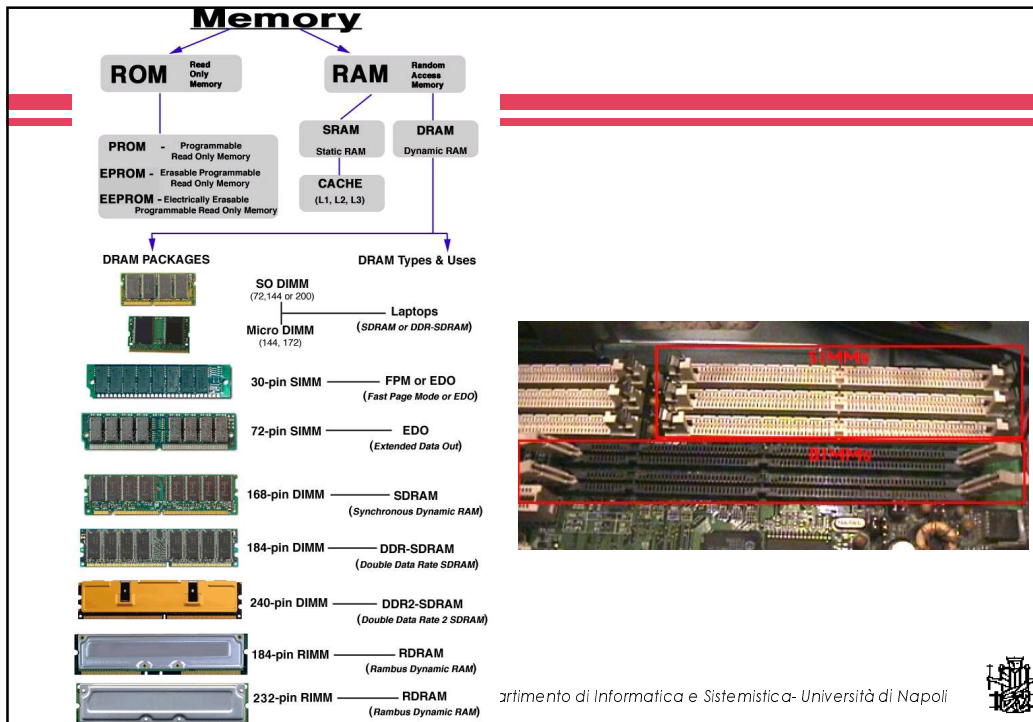 Memory
ROM
Read
Only
Memory
RAM
Random
Access
Memory
PROM - Programmable
Read Only Memory
EPROM - Erasable Programmable
Read Only Memory
EEPROM - Electrically Erasable
Programmable Read Only Memory
SRAM
Static RAM
CACHE
(L1, L2, L3)
DRAM
Dynamic RAM
DRAM PACKAGES
DRAM Types & Uses
SO DIMM
(72,144 or 200)
Micro DIMM
(144, 172)
Laptops
(SDRAM or DDR-SDRAM)
30-pin SIMM
FPM or EDO
(Fast Page Mode or EDO)
72-pin SIMM
EDO
(Extended Data Out)
168-pin DIMM
SDRAM
(Synchronous Dynamic RAM)
184-pin DIMM
DDR-SDRAM
(Double Data Rate SDRAM)
240-pin DIMM
DDR2-SDRAM
(Double Data Rate 2 SDRAM)
184-pin RIMM
RDRAM
(Rambus Dynamic RAM)
232-pin RIMM
RDRAM
(Rambus Dynamic RAM)
SIMMs
DIMMs
artimento di Informatica e Sistemistica- Università di Napoli